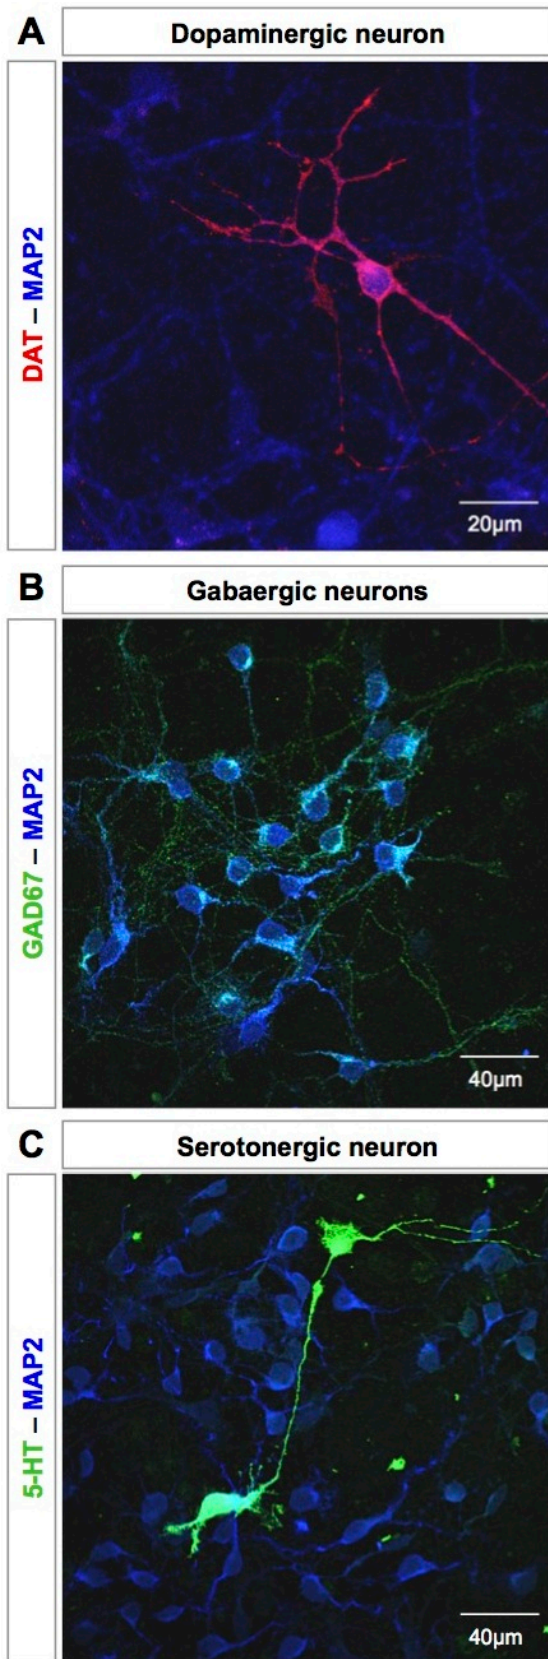 A
Dopaminergic neuron
DAT – MAP2
20µm
B
Gabaergic neurons
GAD67 – MAP2
40µm
C
Serotonergic neuron
5-HT – MAP2
40µm